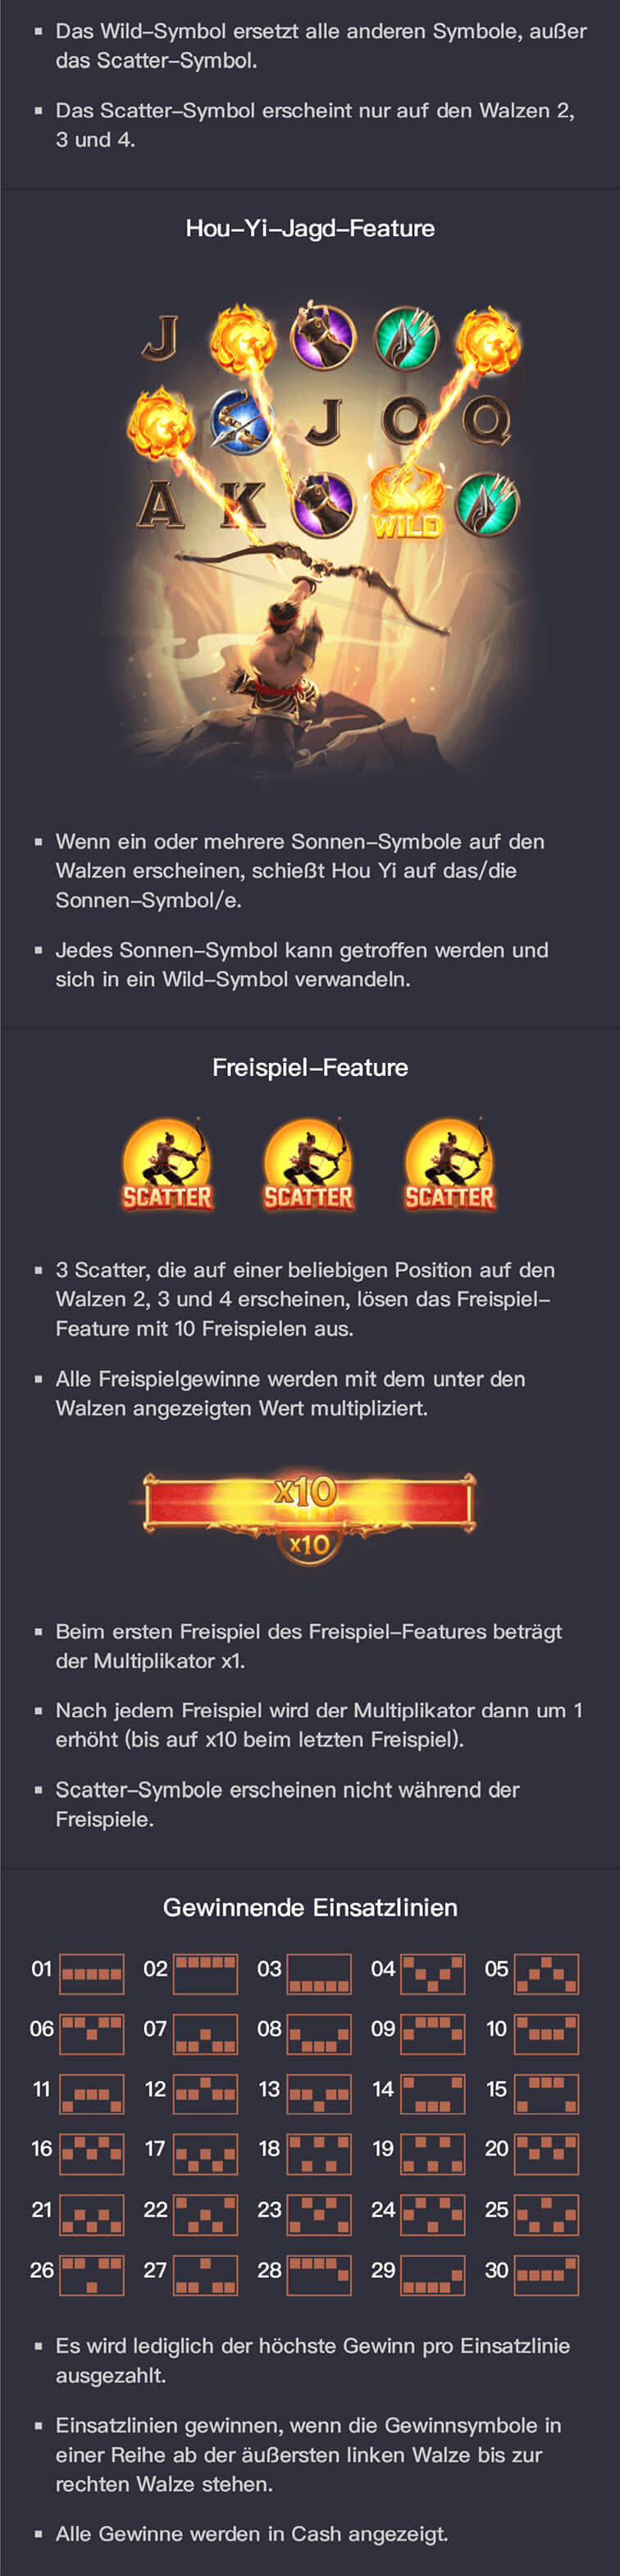 ▪ Das Wild–Symbol ersetzt alle anderen Symbole, außer
das Scatter–Symbol.
▪ Das Scatter–Symbol erscheint nur auf den Walzen 2,
3 und 4.
Hou–Yi–Jagd–Feature
J
J O Q
A K
WILD
▪ Wenn ein oder mehrere Sonnen–Symbole auf den
Walzen erscheinen, schießt Hou Yi auf das/die
Sonnen–Symbol/e.
▪ Jedes Sonnen–Symbol kann getroffen werden und
sich in ein Wild–Symbol verwandeln.
Freispiel–Feature
SCATTER SCATTER SCATTER
▪ 3 Scatter, die auf einer beliebigen Position auf den
Walzen 2, 3 und 4 erscheinen, lösen das Freispiel–
Feature mit 10 Freispielen aus.
▪ Alle Freispielgewinne werden mit dem unter den
Walzen angezeigten Wert multipliziert.
x10
x10
▪ Beim ersten Freispiel des Freispiel–Features beträgt
der Multiplikator x1.
▪ Nach jedem Freispiel wird der Multiplikator dann um 1
erhöht (bis auf x10 beim letzten Freispiel).
▪ Scatter–Symbole erscheinen nicht während der
Freispiele.
Gewinnende Einsatzlinien
01 02 03 04 05
06 07 08 09 10
11 12 13 14 15
16 17 18 19 20
21 22 23 24 25
26 27 28 29 30
▪ Es wird lediglich der höchste Gewinn pro Einsatzlinie
ausgezahlt.
▪ Einsatzlinien gewinnen, wenn die Gewinnsymbole in
einer Reihe ab der äußersten linken Walze bis zur
rechten Walze stehen.
▪ Alle Gewinne werden in Cash angezeigt.